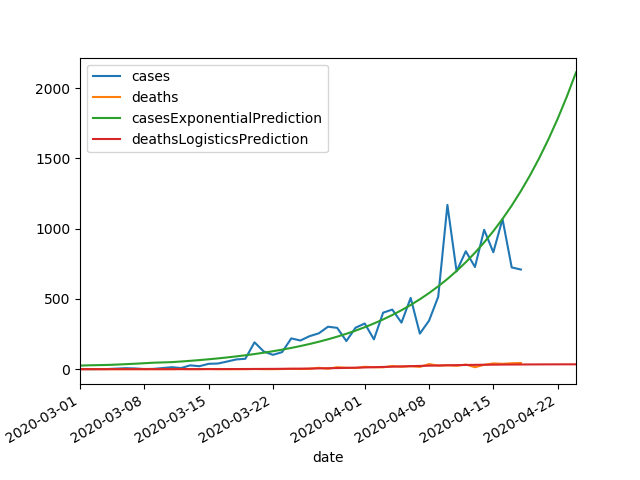 cases
deaths
casesExponentialPrediction
deathsLogisticsPrediction
2000
1500
1000
500
0
2020-03-01
2020-03-08
2020-03-15
2020-03-22
2020-04-01
2020-04-08
2020-04-15
2020-04-22
date